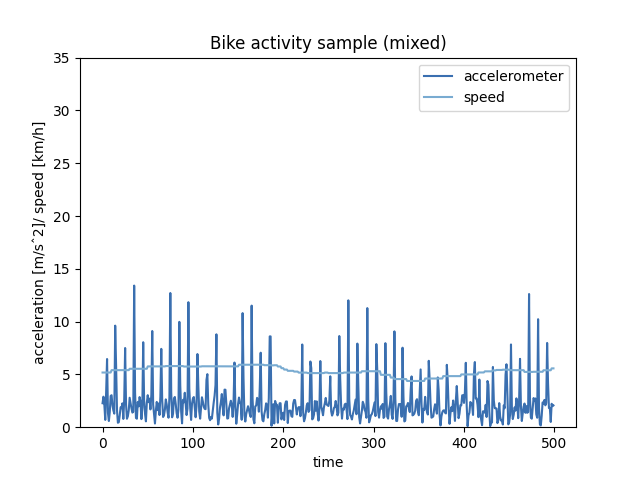 Bike activity sample (mixed)
acceleration [m/sˆ2]/ speed [km/h]
35
30
25
20
15
10
5
0
accelerometer
speed
0
100
200
300
400
500
time